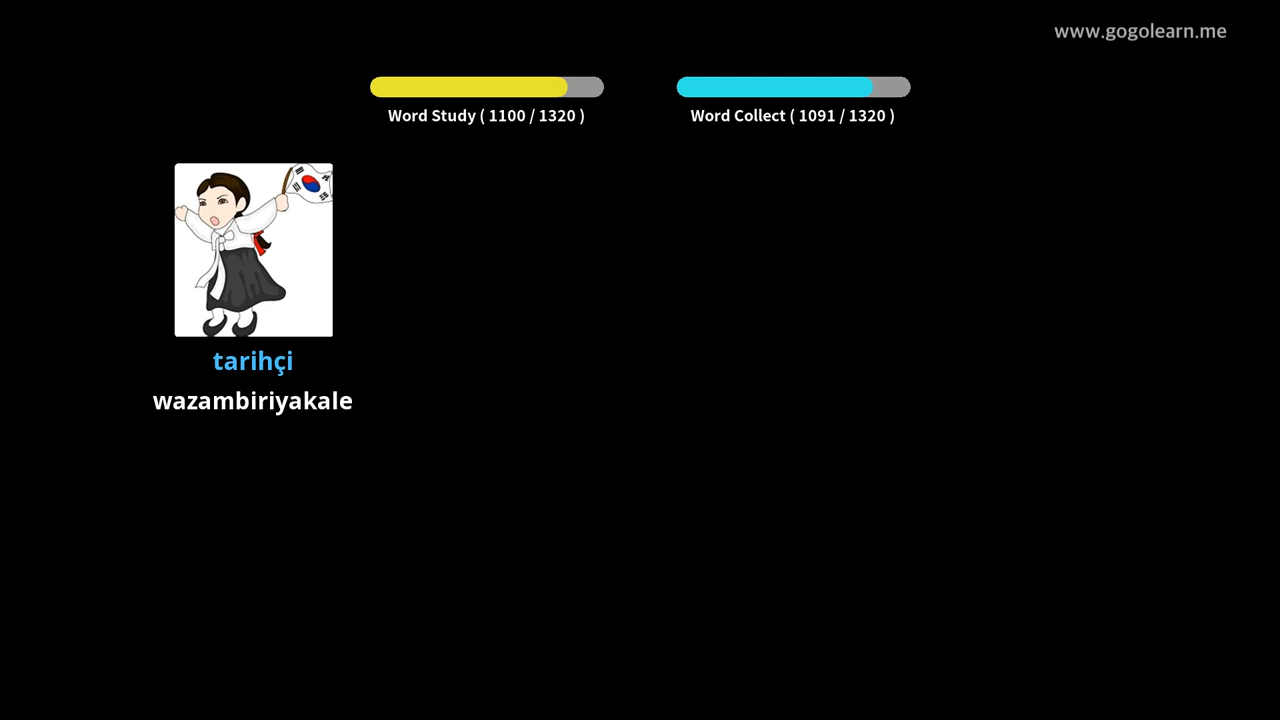 www.gogolearn.me
Word Study ( 1100 / 1320 )
Word Collect ( 1091 / 1320 )
tarihçi
wazambiriyakale